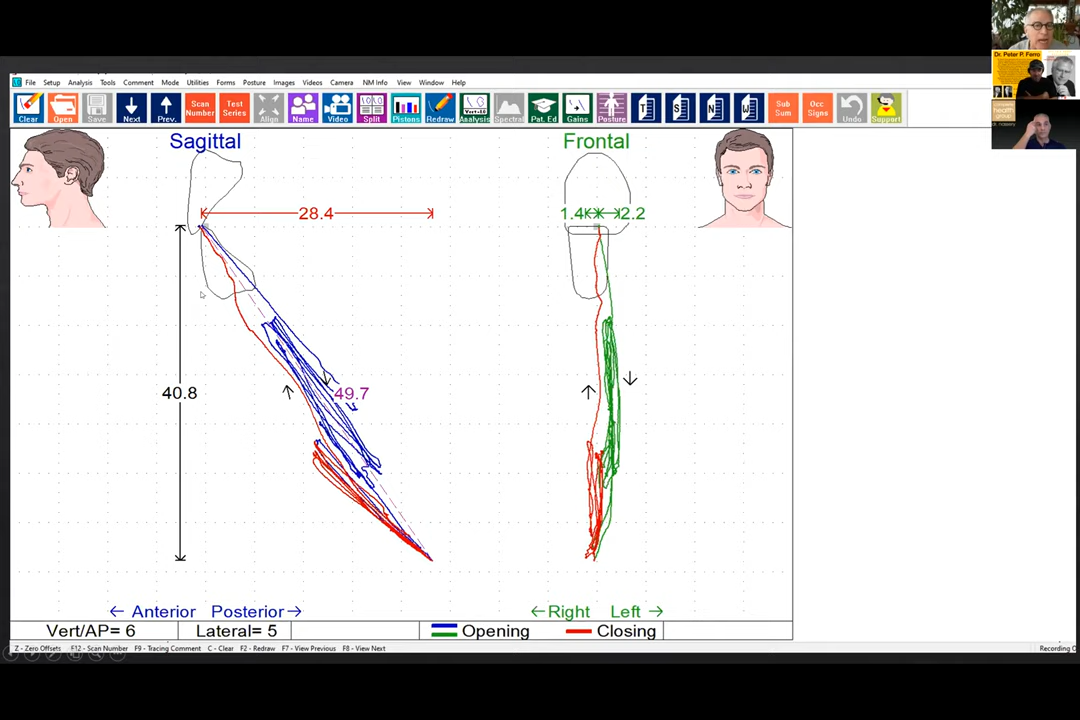 File Setup Analysis Tools Comment Mode Utilities Forms Posture Images Videos Camera NM Info View Window Help
Clear Open Save Next Prev. Scan Number Test Series Align Name Video Split Pistons Redraw Analysis Spectral Pat. Ed Gains Posture T S N W Sub Sum Occ Signs Undo Support
Dr. Peter P. Ferro
Sagittal Frontal
28.4 1.4 2.2
40.8 49.7
← Anterior Posterior → ← Right Left →
Vert/AP= 6 Lateral= 5 Opening Closing
Z - Zero Offsets F12 - Scan Number F9 - Tracing Comment C - Clear F2 - Redraw F7 - View Previous F8 - View Next Recording